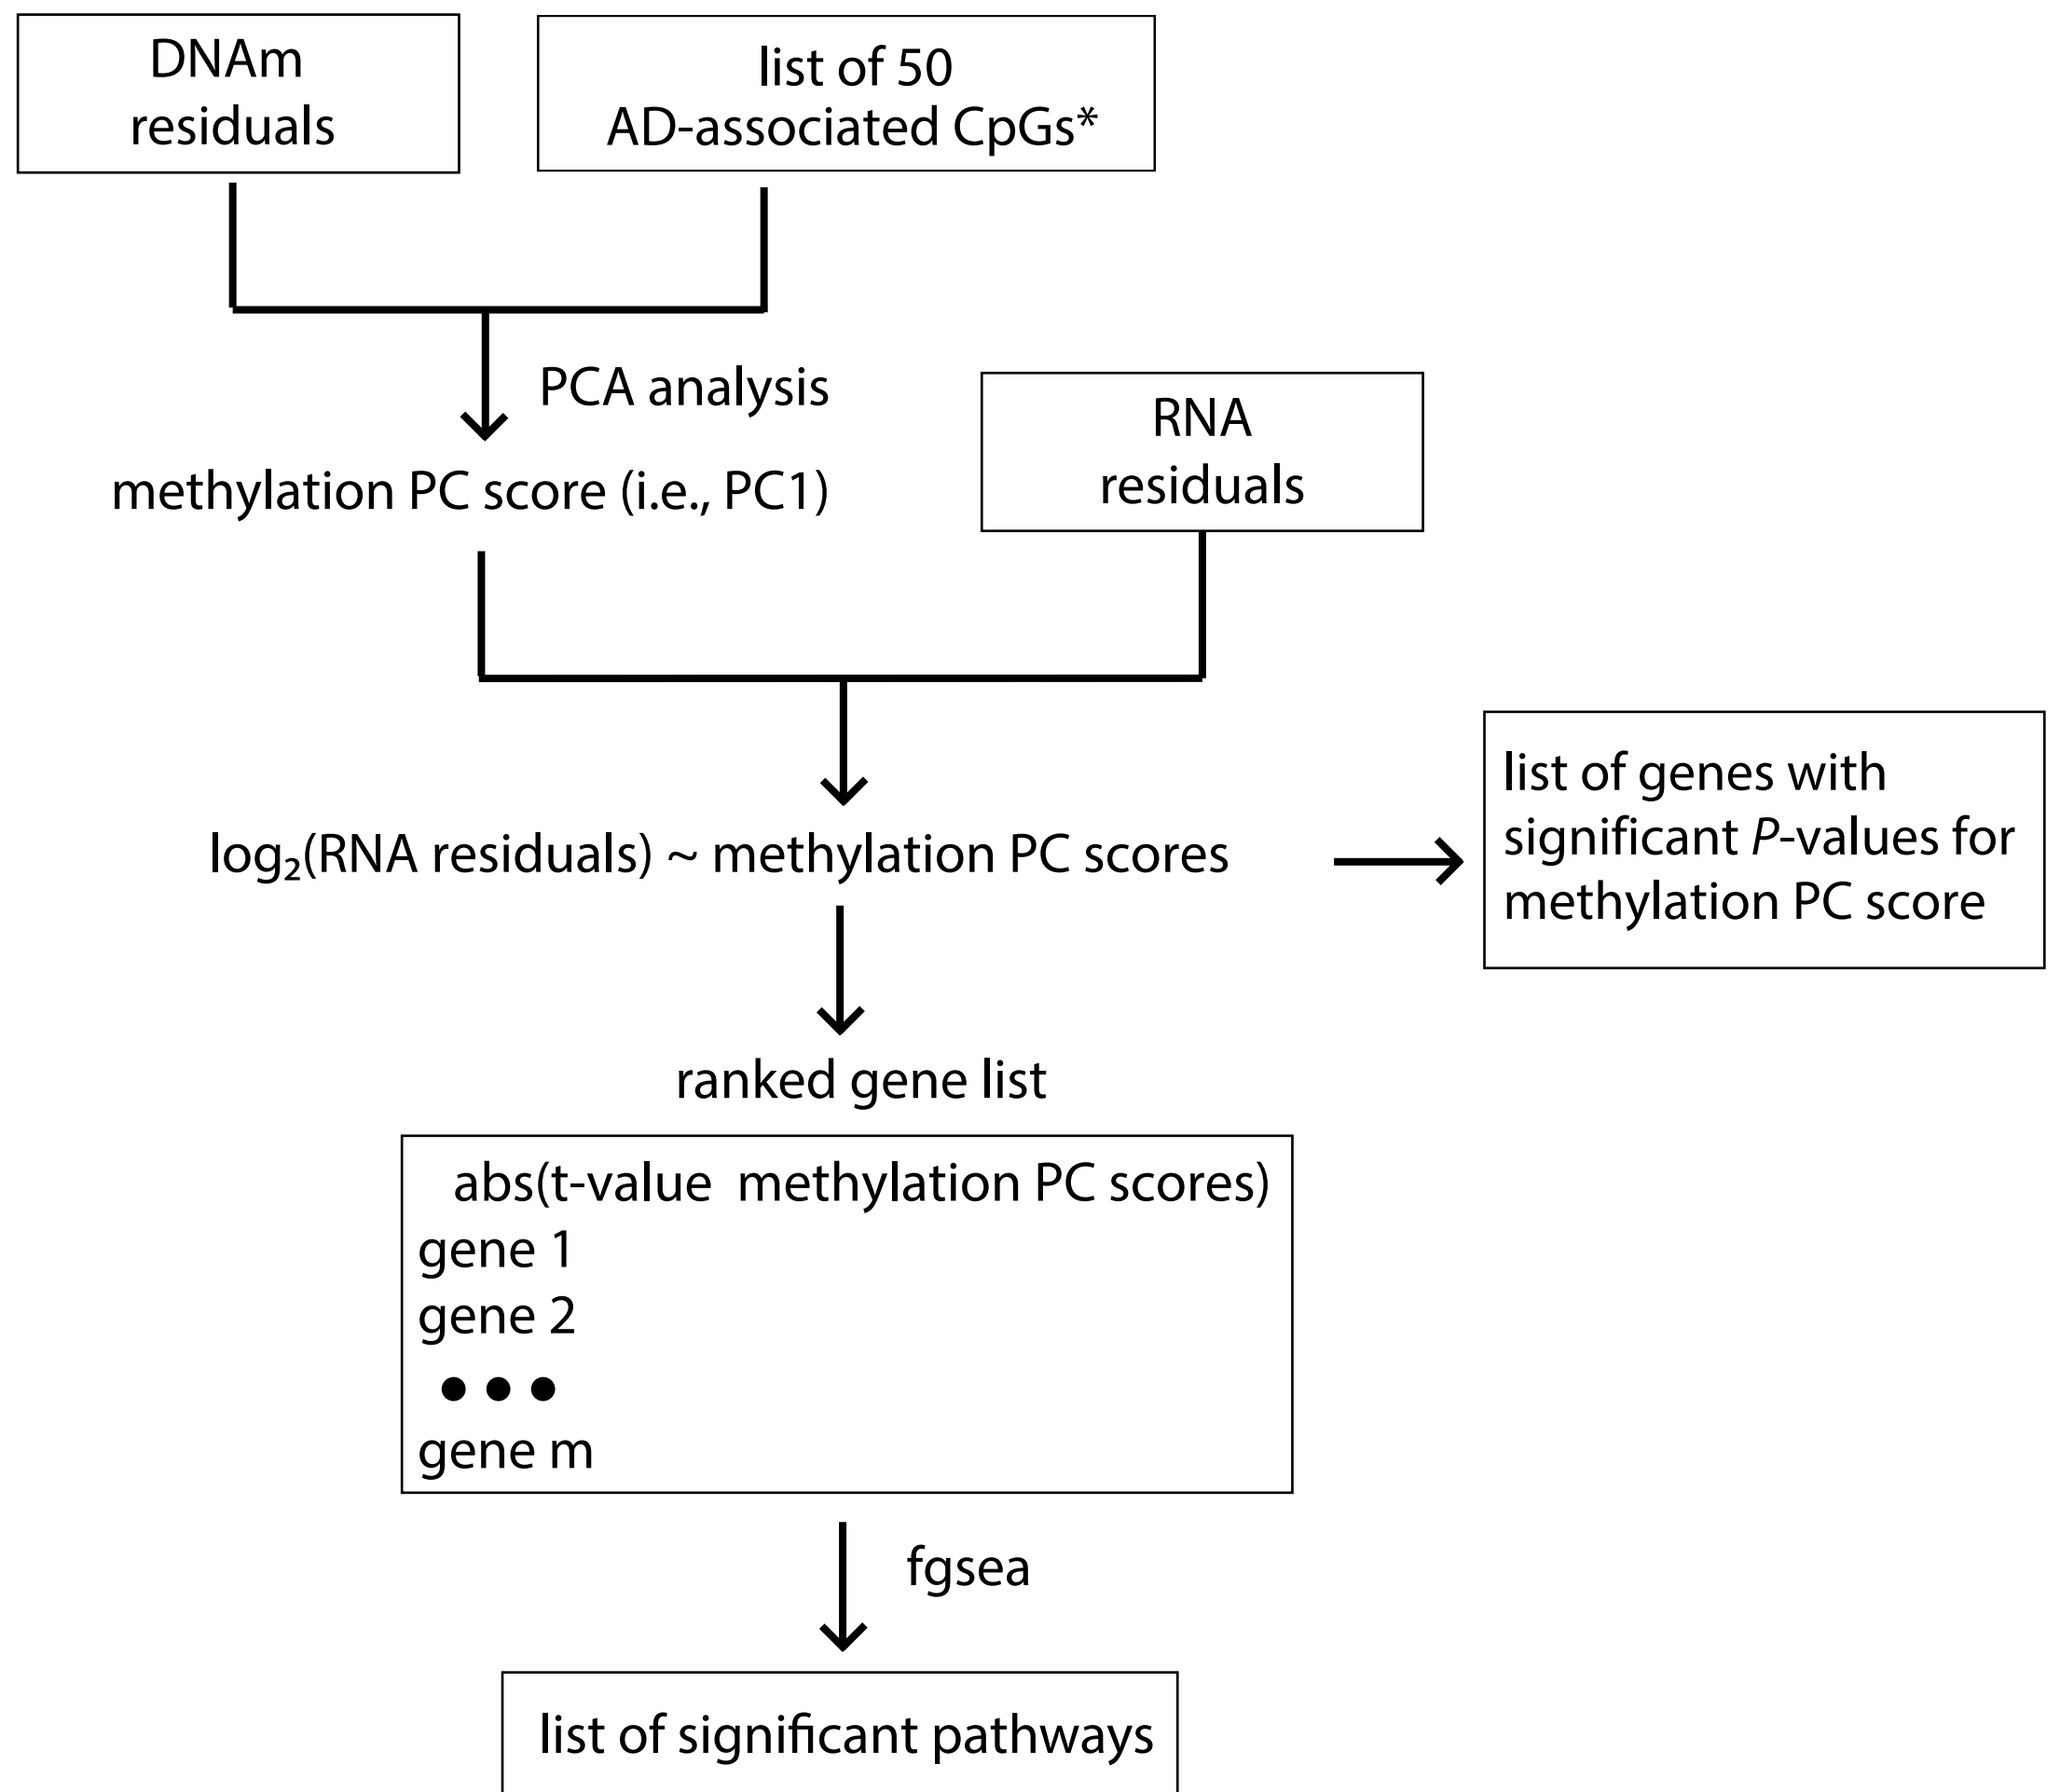 DNAm
residuals
list of 50
AD-associated CpGs*
PCA analysis
methylation PC score (i.e., PC1)
RNA
residuals
log2(RNA residuals) ~ methylation PC scores
list of genes with
significant P-values for
methylation PC score
ranked gene list
abs(t-value methylation PC scores)
gene 1
gene 2
●●●
gene m
fgsea
list of significant pathways